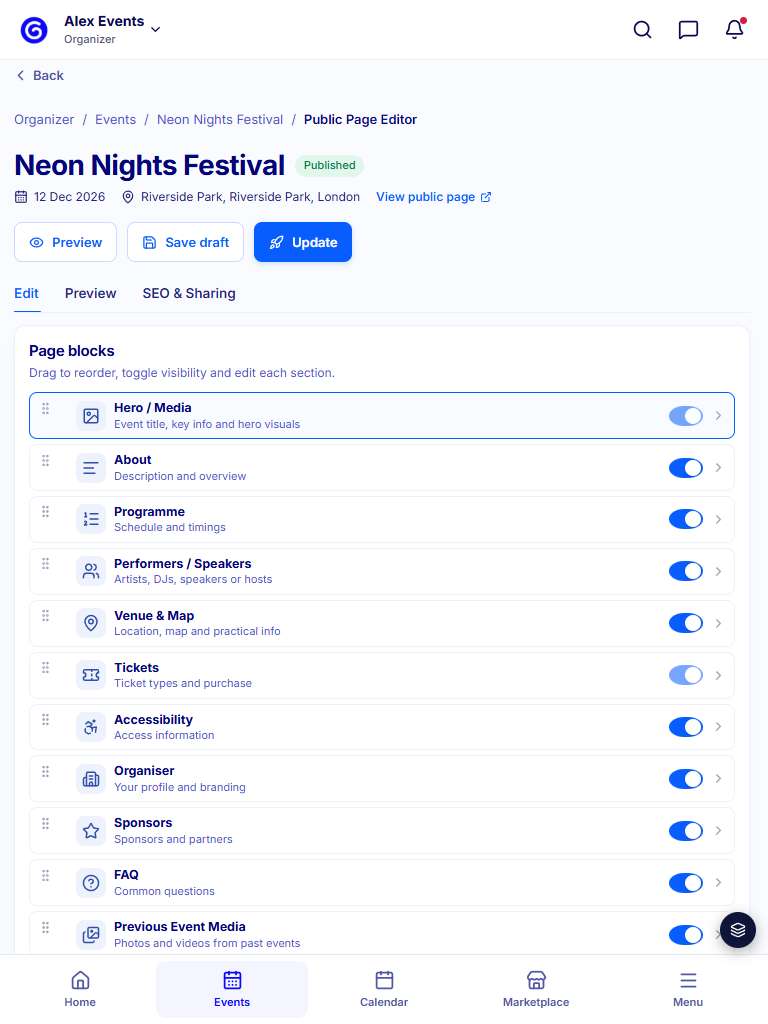 Alex Events
Organizer
Back
Organizer / Events / Neon Nights Festival / Public Page Editor
Neon Nights Festival Published
12 Dec 2026 Riverside Park, Riverside Park, London View public page
Preview Save draft Update
Edit Preview SEO & Sharing
Page blocks
Drag to reorder, toggle visibility and edit each section.
Hero / Media
Event title, key info and hero visuals
About
Description and overview
Programme
Schedule and timings
Performers / Speakers
Artists, DJs, speakers or hosts
Venue & Map
Location, map and practical info
Tickets
Ticket types and purchase
Accessibility
Access information
Organiser
Your profile and branding
Sponsors
Sponsors and partners
FAQ
Common questions
Previous Event Media
Photos and videos from past events
Home Events Calendar Marketplace Menu